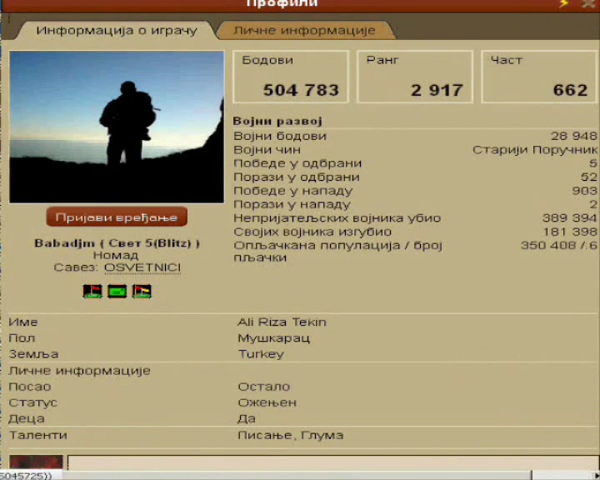 Профили
Информација о играчу
Личне информације
Бодови
504 783
Ранг
2 917
Част
662
Војни развој
Војни бодови 28 948
Војни чин Старији Поручник
Победе у одбрани 5
Порази у одбрани 52
Победе у нападу 903
Порази у нападу 2
Непријатељских војника убио 389 394
Својих војника изгубио 181 398
Опљачкана популација / број 350 408 / 6
пљачки
Пријави вређање
Babadjm ( Свет 5(Blitz) )
Номад
Савез: OSVETNICI
Име Ali Riza Tekin
Пол Мушкарац
Земља Turkey
Личне информације
Посао Остало
Статус Ожењен
Деца Да
Таленти Писање, Глума
5045725))